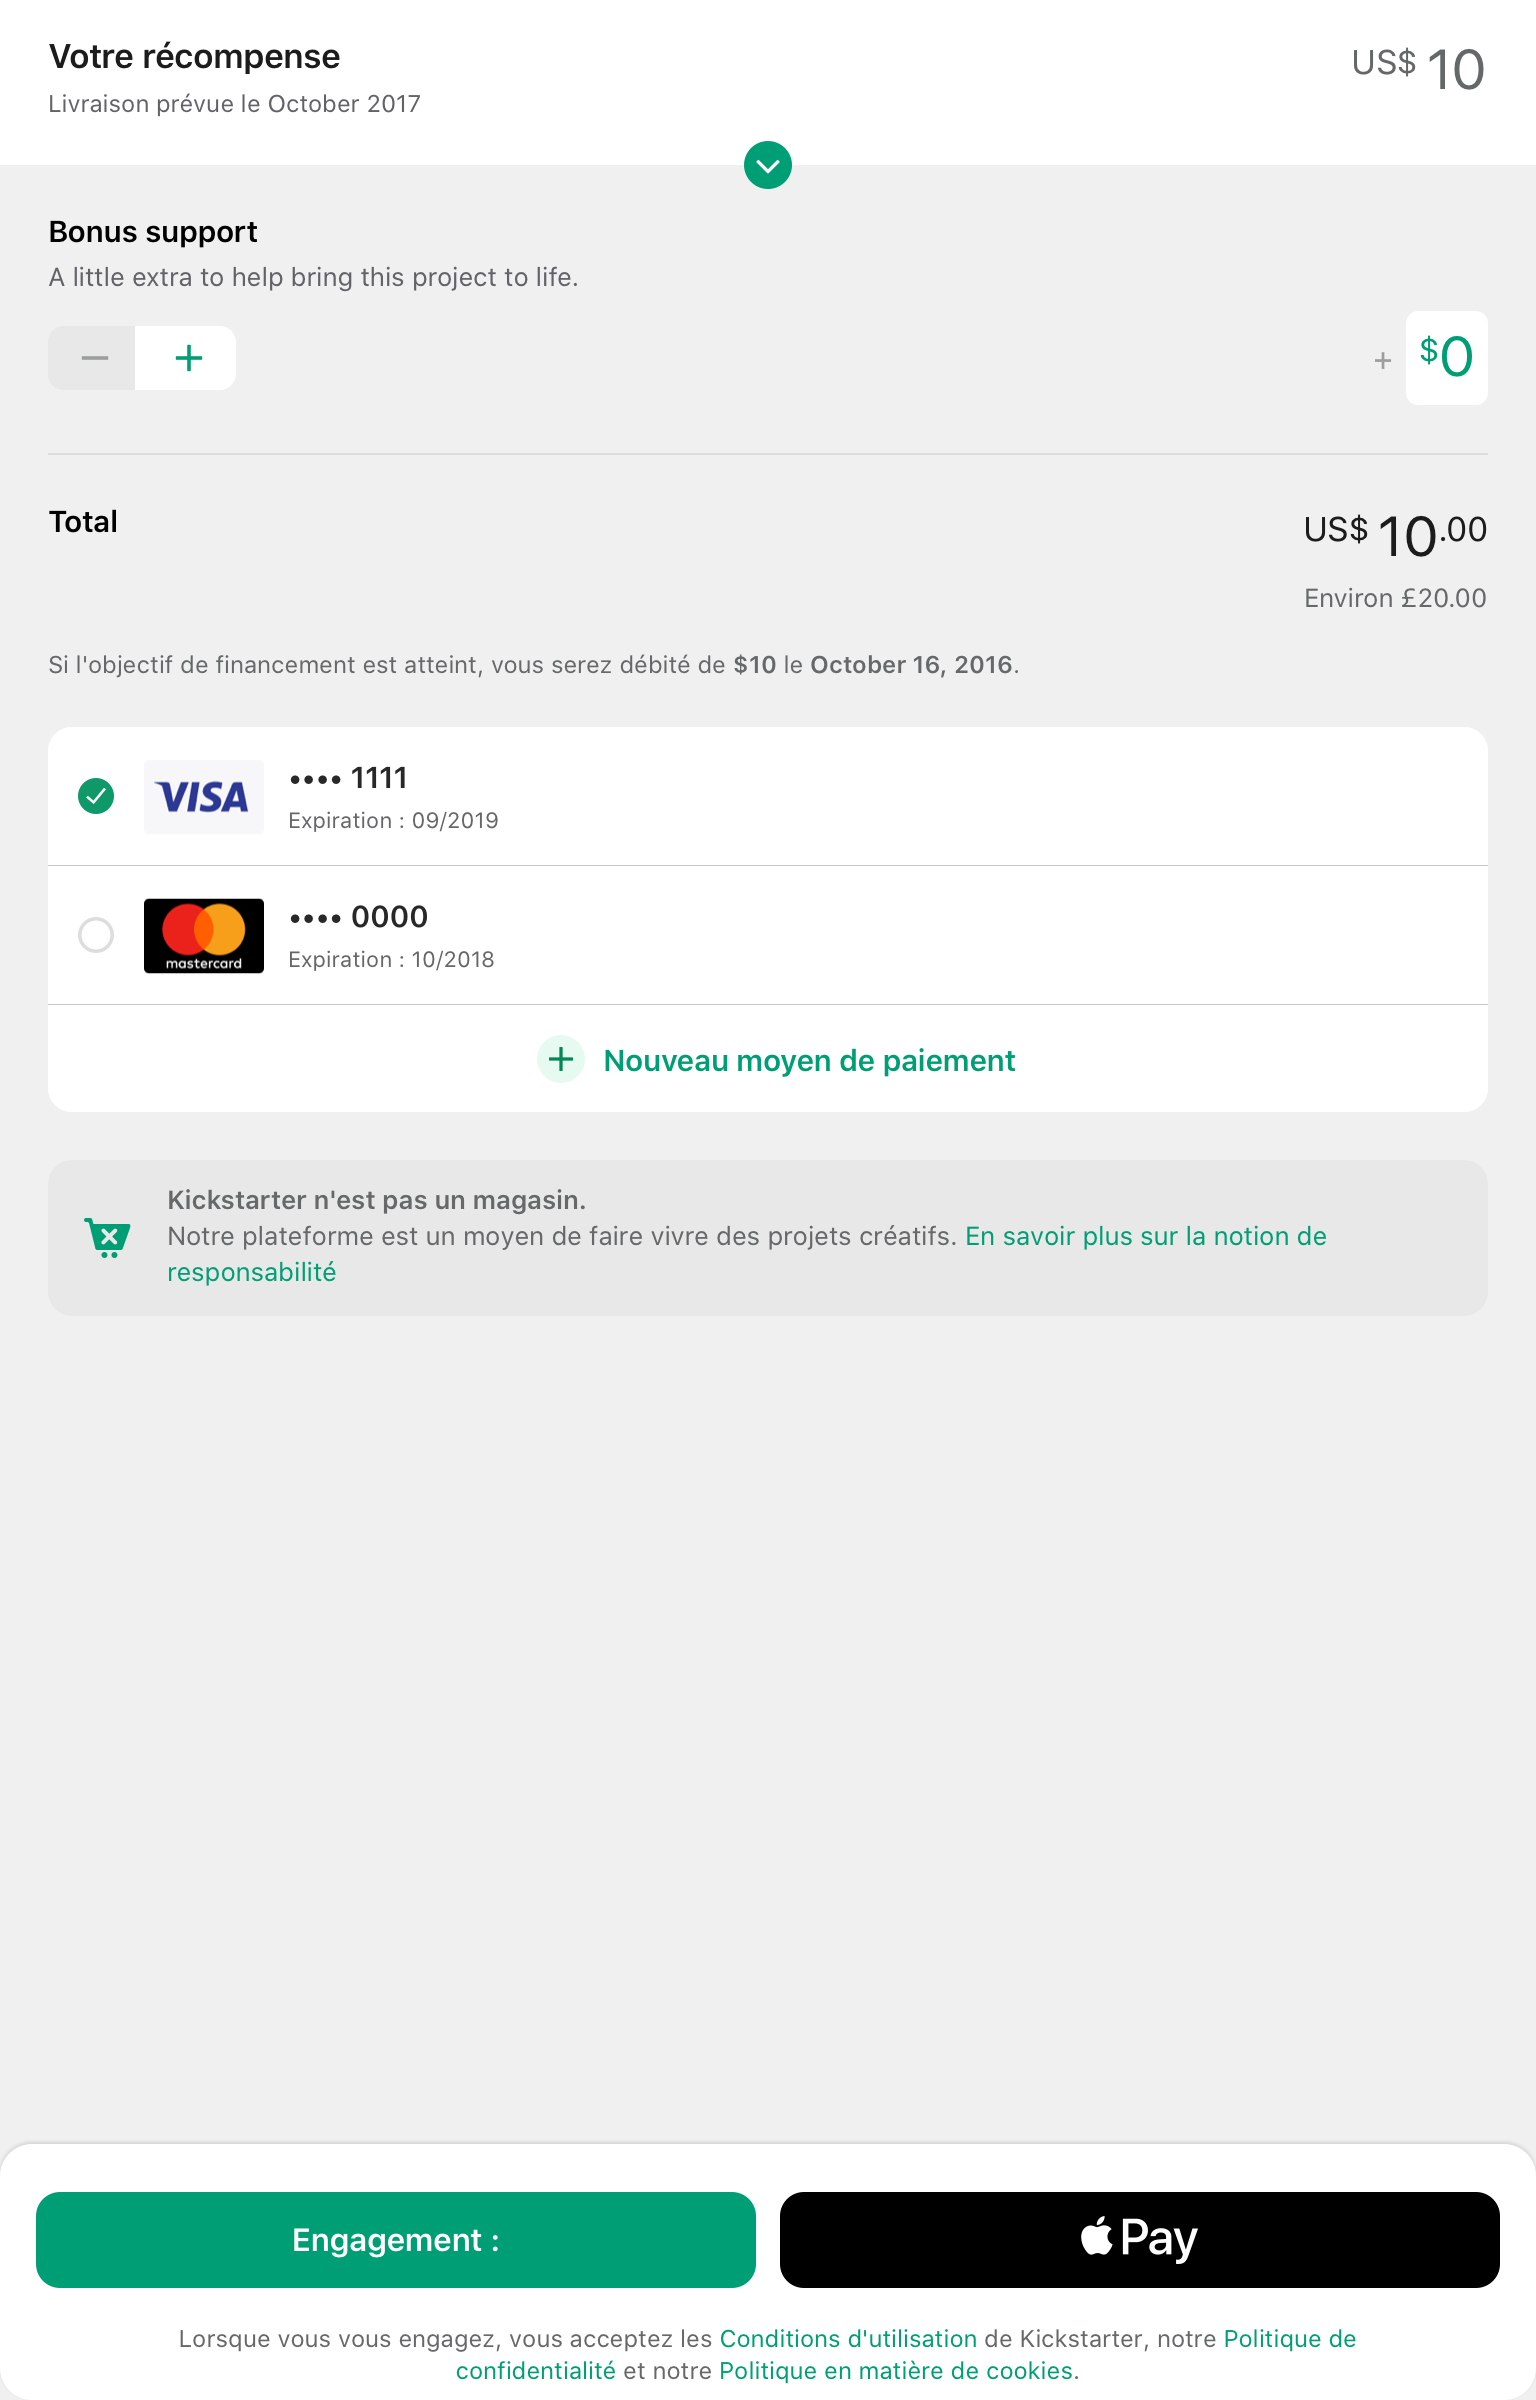 Votre récompense
US$ 10
Livraison prévue le October 2017
Bonus support
A little extra to help bring this project to life.
+ $0
Total
US$ 10.00
Environ £20.00
Si l'objectif de financement est atteint, vous serez débité de $10 le October 16, 2016.
VISA
•••• 1111
Expiration : 09/2019
mastercard
•••• 0000
Expiration : 10/2018
Nouveau moyen de paiement
Kickstarter n'est pas un magasin.
Notre plateforme est un moyen de faire vivre des projets créatifs. En savoir plus sur la notion de
responsabilité
Engagement :
Pay
Lorsque vous vous engagez, vous acceptez les Conditions d'utilisation de Kickstarter, notre Politique de
confidentialité et notre Politique en matière de cookies.